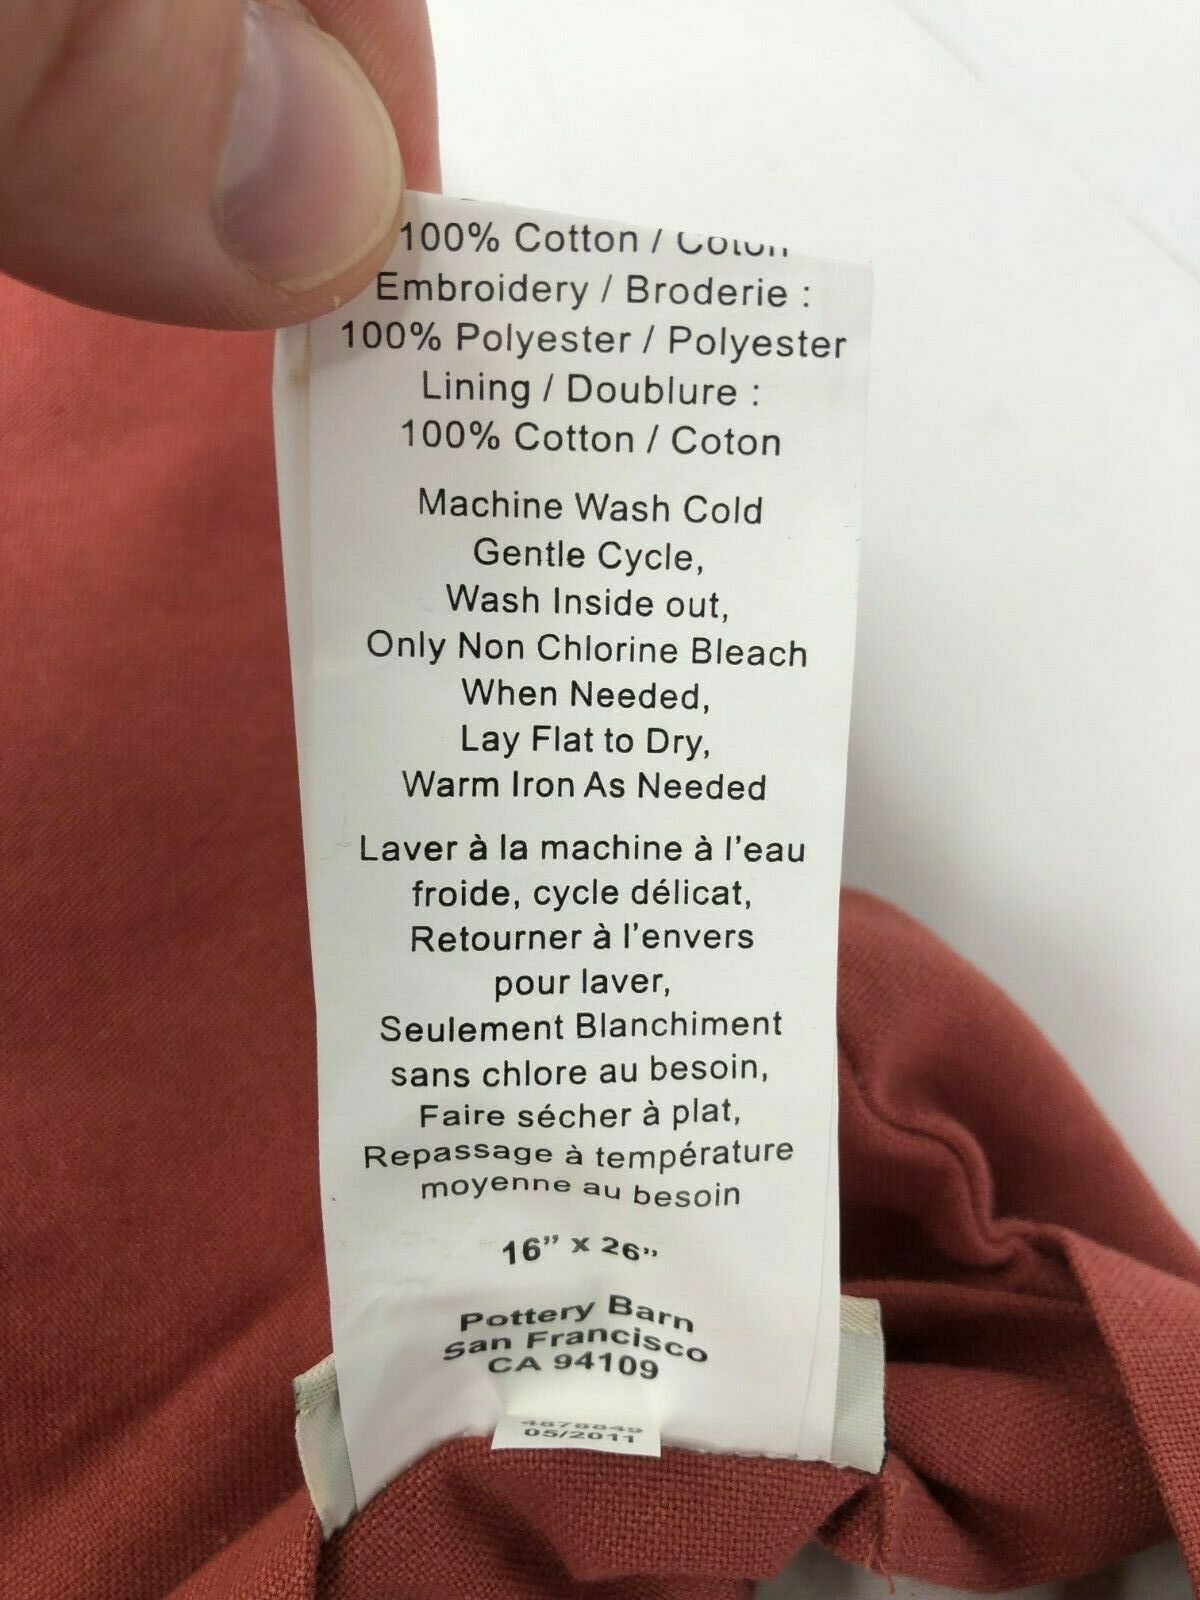 100% Cotton / Coton
Embroidery / Broderie :
100% Polyester / Polyester
Lining / Doublure :
100% Cotton / Coton
Machine Wash Cold
Gentle Cycle,
Wash Inside out,
Only Non Chlorine Bleach
When Needed,
Lay Flat to Dry,
Warm Iron As Needed
Laver à la machine à l'eau
froide, cycle délicat,
Retourner à l'envers
pour laver,
Seulement Blanchiment
sans chlore au besoin,
Faire sécher à plat,
Repassage à température
moyenne au besoin
16” x 26”
Pottery Barn
San Francisco
CA 94109
4878849
05/2011